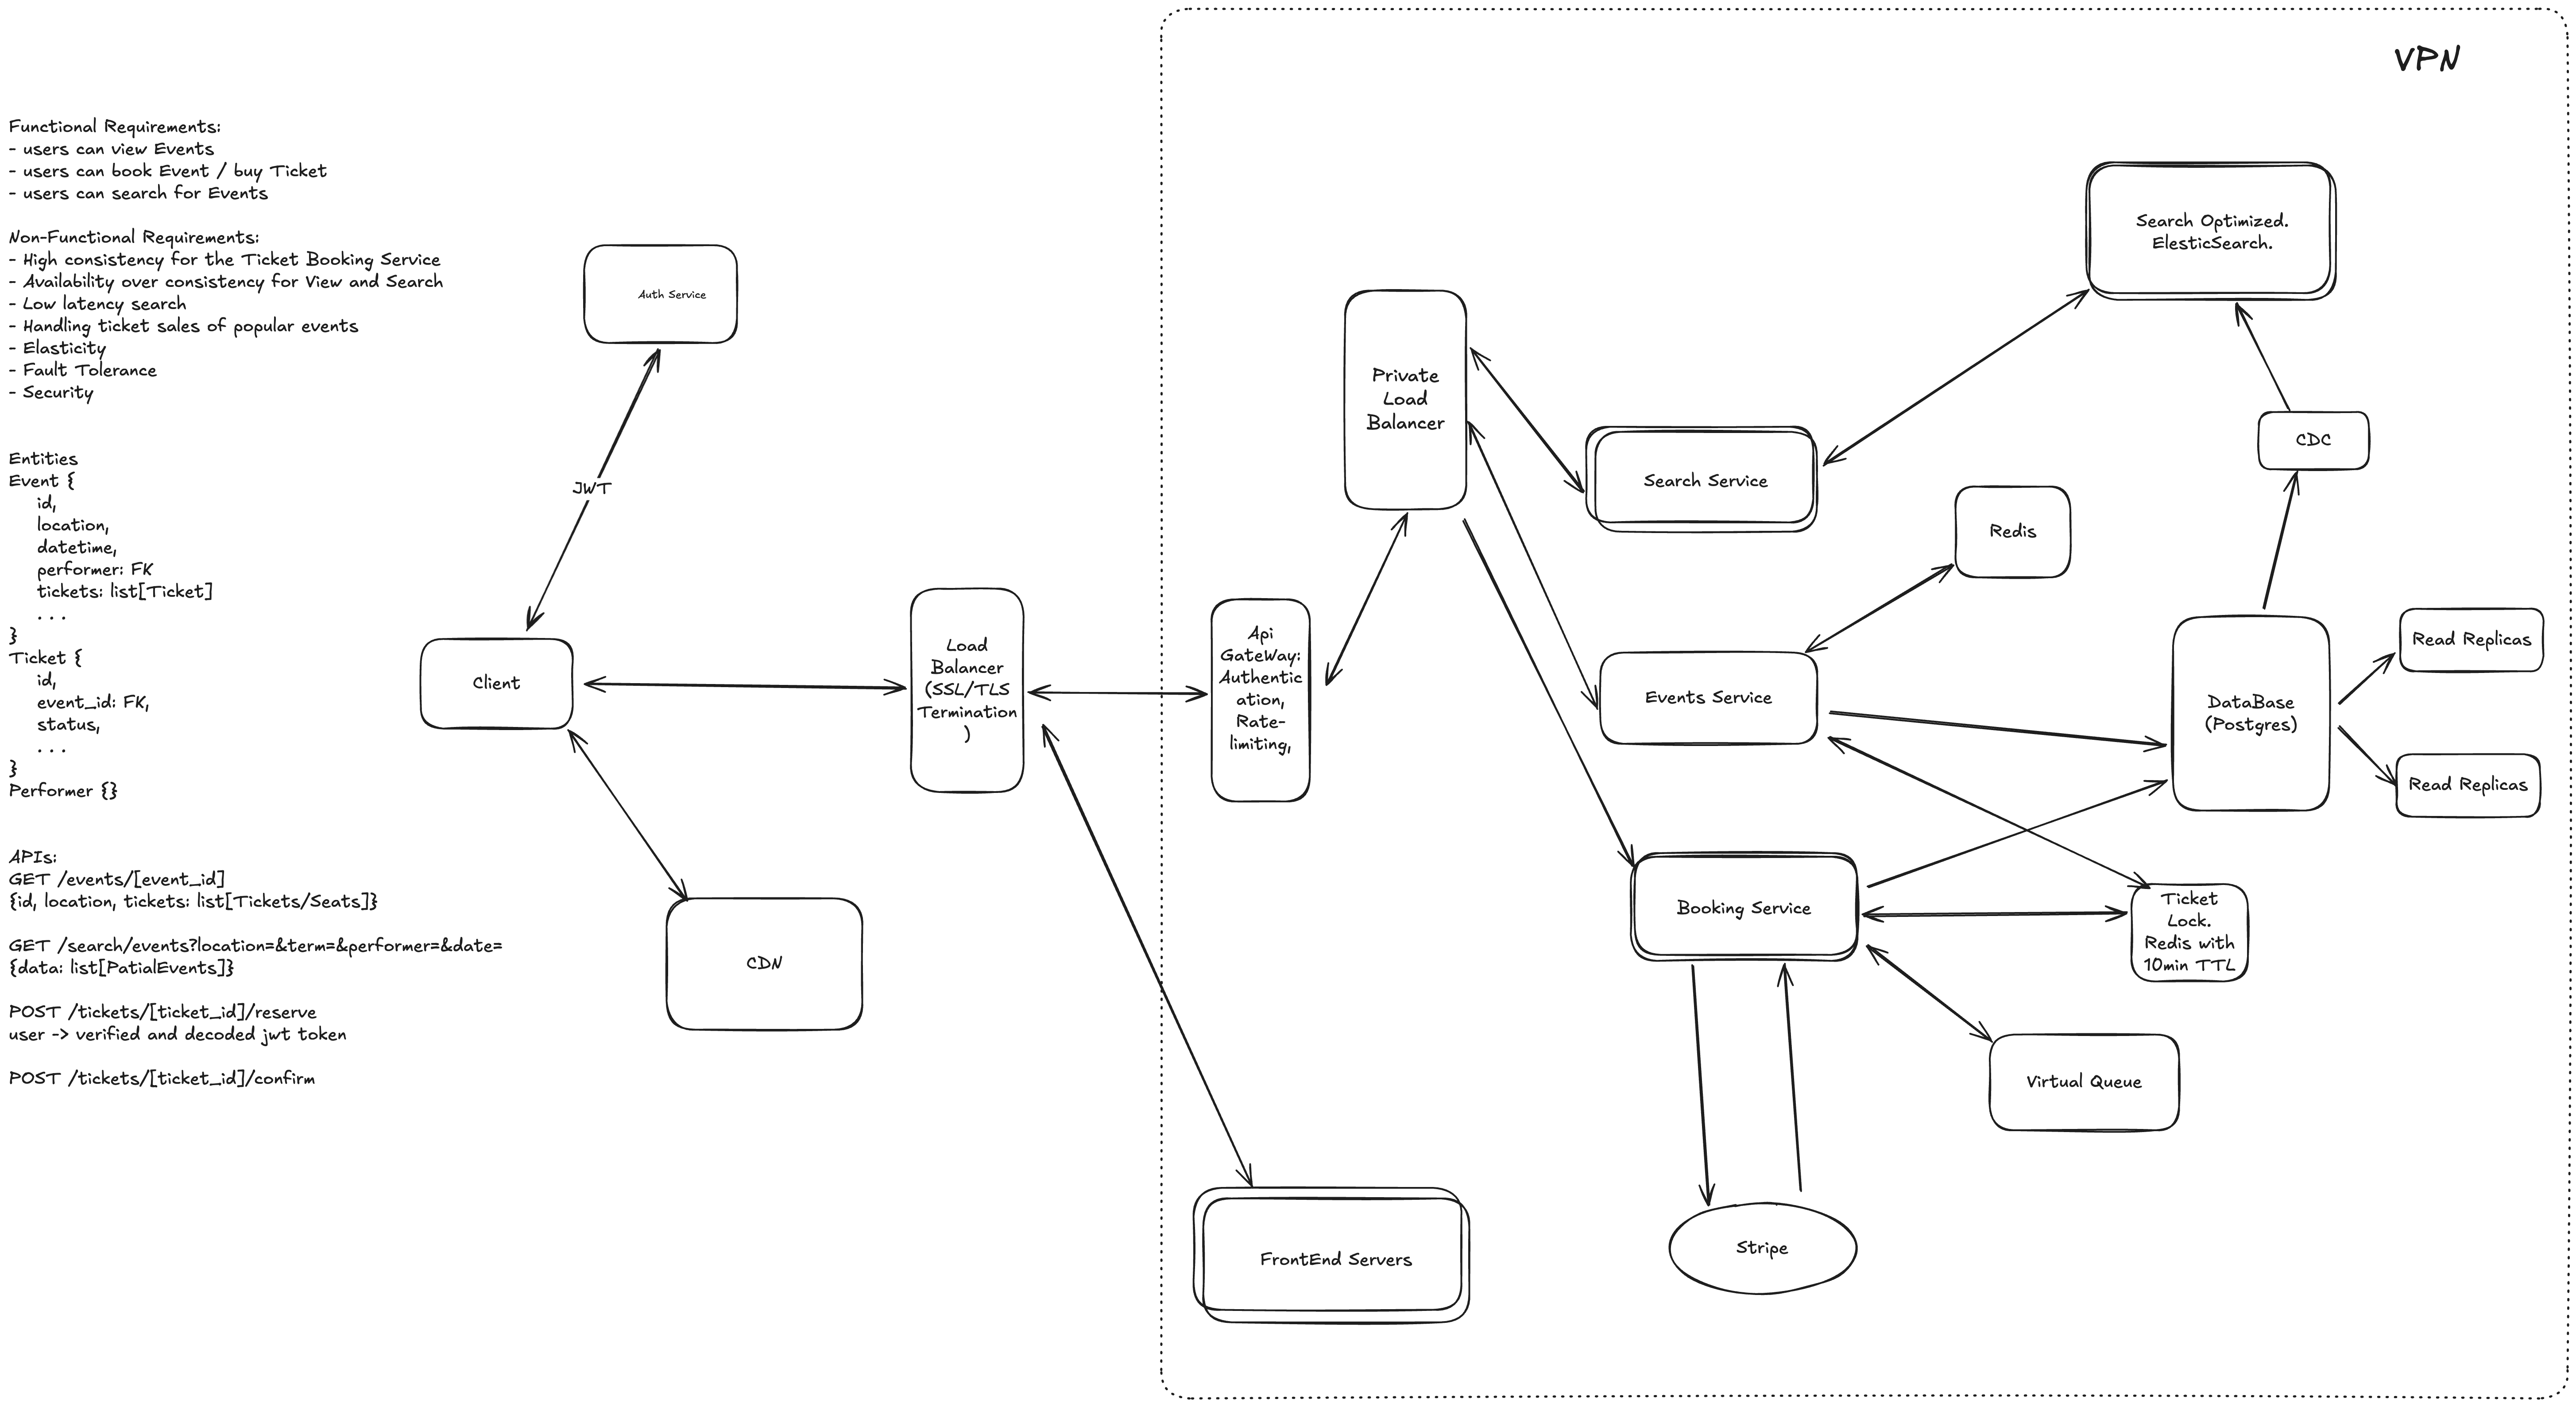 VPN
Functional Requirements:
- users can view Events
- users can book Event / buy Ticket
- users can search for Events
Non-Functional Requirements:
- High consistency for the Ticket Booking Service
- Availability over consistency for View and Search
- Low latency search
- Handling ticket sales of popular events
- Elasticity
- Fault Tolerance
- Security
Entities
Event {
id,
location,
datetime,
performer: FK
tickets: list[Ticket]
. . .
}
Ticket {
id,
event_id: FK,
status,
. . .
}
Performer {}
APIs:
GET /events/[event_id]
{id, location, tickets: list[Tickets/Seats]}
GET /search/events?location=&term=&performer=&date=
{data: list[PatialEvents]}
POST /tickets/[ticket_id]/reserve
user -> verified and decoded jwt token
POST /tickets/[ticket_id]/confirm
Auth Service
JWT
Client
CDN
Load
Balancer
(SSL/TLS
Termination
)
Api
GateWay:
Authentic
ation,
Rate-
limiting,
FrontEnd Servers
Private
Load
Balancer
Search Service
Events Service
Booking Service
Stripe
Search Optimized.
ElesticSearch.
CDC
Redis
DataBase
(Postgres)
Read Replicas
Read Replicas
Ticket
Lock.
Redis with
10min TTL
Virtual Queue